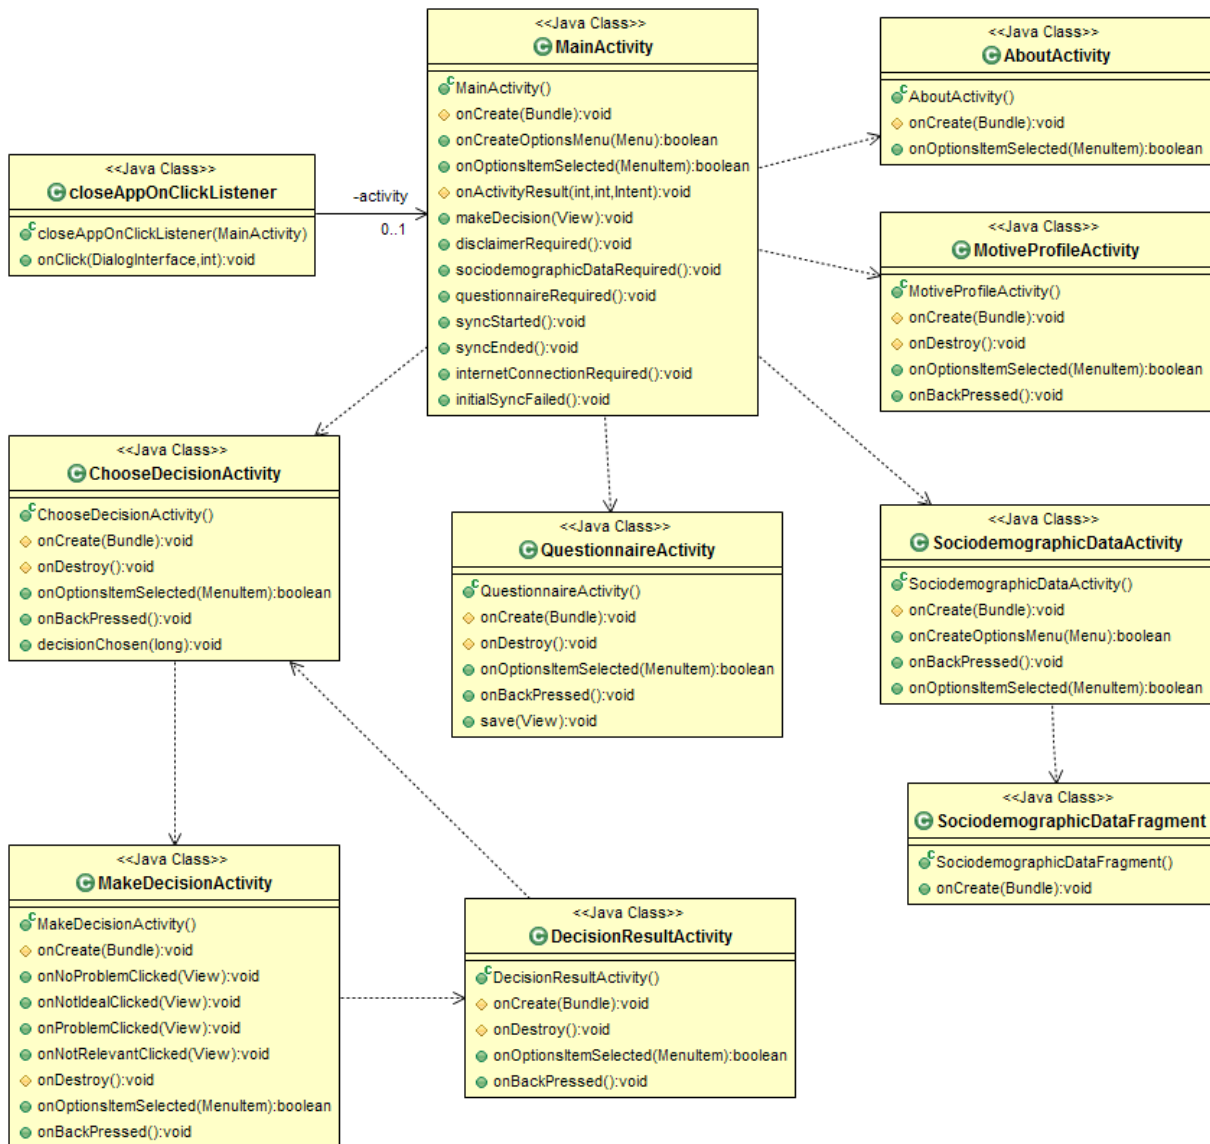 <<Java Class>>
MainActivity
MainActivity()
onCreate(Bundle):void
onCreateOptionsMenu(Menu):boolean
onOptionsItemSelected(MenuItem):boolean
onActivityResult(int,int,Intent):void
makeDecision(View):void
disclaimerRequired():void
sociodemographicDataRequired():void
questionnaireRequired():void
syncStarted():void
syncEnded():void
internetConnectionRequired():void
initialSyncFailed():void
<<Java Class>>
AboutActivity
AboutActivity()
onCreate(Bundle):void
onOptionsItemSelected(MenuItem):boolean
<<Java Class>>
closeAppOnClickListener
closeAppOnClickListener(MainActivity)
onClick(DialogInterface,int):void
-activity
0..1
<<Java Class>>
MotiveProfileActivity
MotiveProfileActivity()
onCreate(Bundle):void
onDestroy():void
onOptionsItemSelected(MenuItem):boolean
onBackPressed():void
<<Java Class>>
ChooseDecisionActivity
ChooseDecisionActivity()
onCreate(Bundle):void
onDestroy():void
onOptionsItemSelected(MenuItem):boolean
onBackPressed():void
decisionChosen(long):void
<<Java Class>>
QuestionnaireActivity
QuestionnaireActivity()
onCreate(Bundle):void
onDestroy():void
onOptionsItemSelected(MenuItem):boolean
onBackPressed():void
save(View):void
<<Java Class>>
SociodemographicDataActivity
SociodemographicDataActivity()
onCreate(Bundle):void
onCreateOptionsMenu(Menu):boolean
onBackPressed():void
onOptionsItemSelected(MenuItem):boolean
<<Java Class>>
SociodemographicDataFragment
SociodemographicDataFragment()
onCreate(Bundle):void
<<Java Class>>
MakeDecisionActivity
MakeDecisionActivity()
onCreate(Bundle):void
onNoProblemClicked(View):void
onNotIdealClicked(View):void
onProblemClicked(View):void
onNotRelevantClicked(View):void
onDestroy():void
onOptionsItemSelected(MenuItem):boolean
onBackPressed():void
<<Java Class>>
DecisionResultActivity
DecisionResultActivity()
onCreate(Bundle):void
onDestroy():void
onOptionsItemSelected(MenuItem):boolean
onBackPressed():void